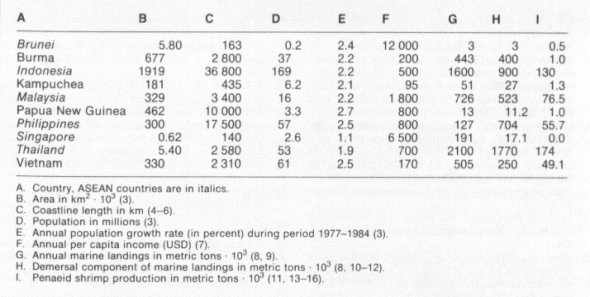 A B C D E F G H I
Brunei 5.80 163 0.2 2.4 12 000 3 3 0.5
Burma 677 2 800 37 2.2 200 443 400 1.0
Indonesia 1919 36 800 169 2.2 500 1600 900 130
Kampuchea 181 435 6.2 2.1 95 51 27 1.3
Malaysia 329 3 400 16 2.2 1 800 726 523 76.5
Papua New Guinea 462 10 000 3.3 2.7 800 13 11.2 1.0
Philippines 300 17 500 57 2.5 800 127 704 55.7
Singapore 0.62 140 2.6 1.1 6 500 191 17.1 0.0
Thailand 5.40 2 580 53 1.9 700 2100 1770 174
Vietnam 330 2 310 61 2.5 170 505 250 49.1
A. Country, ASEAN countries are in italics.
B. Area in km² · 10³ (3).
C. Coastline length in km (4–6).
D. Population in millions (3).
E. Annual population growth rate (in percent) during period 1977–1984 (3).
F. Annual per capita income (USD) (7).
G. Annual marine landings in metric tons · 10³ (8, 9).
H. Demersal component of marine landings in metric tons · 10³ (8, 10–12).
I. Penaeid shrimp production in metric tons · 10³ (11, 13–16).